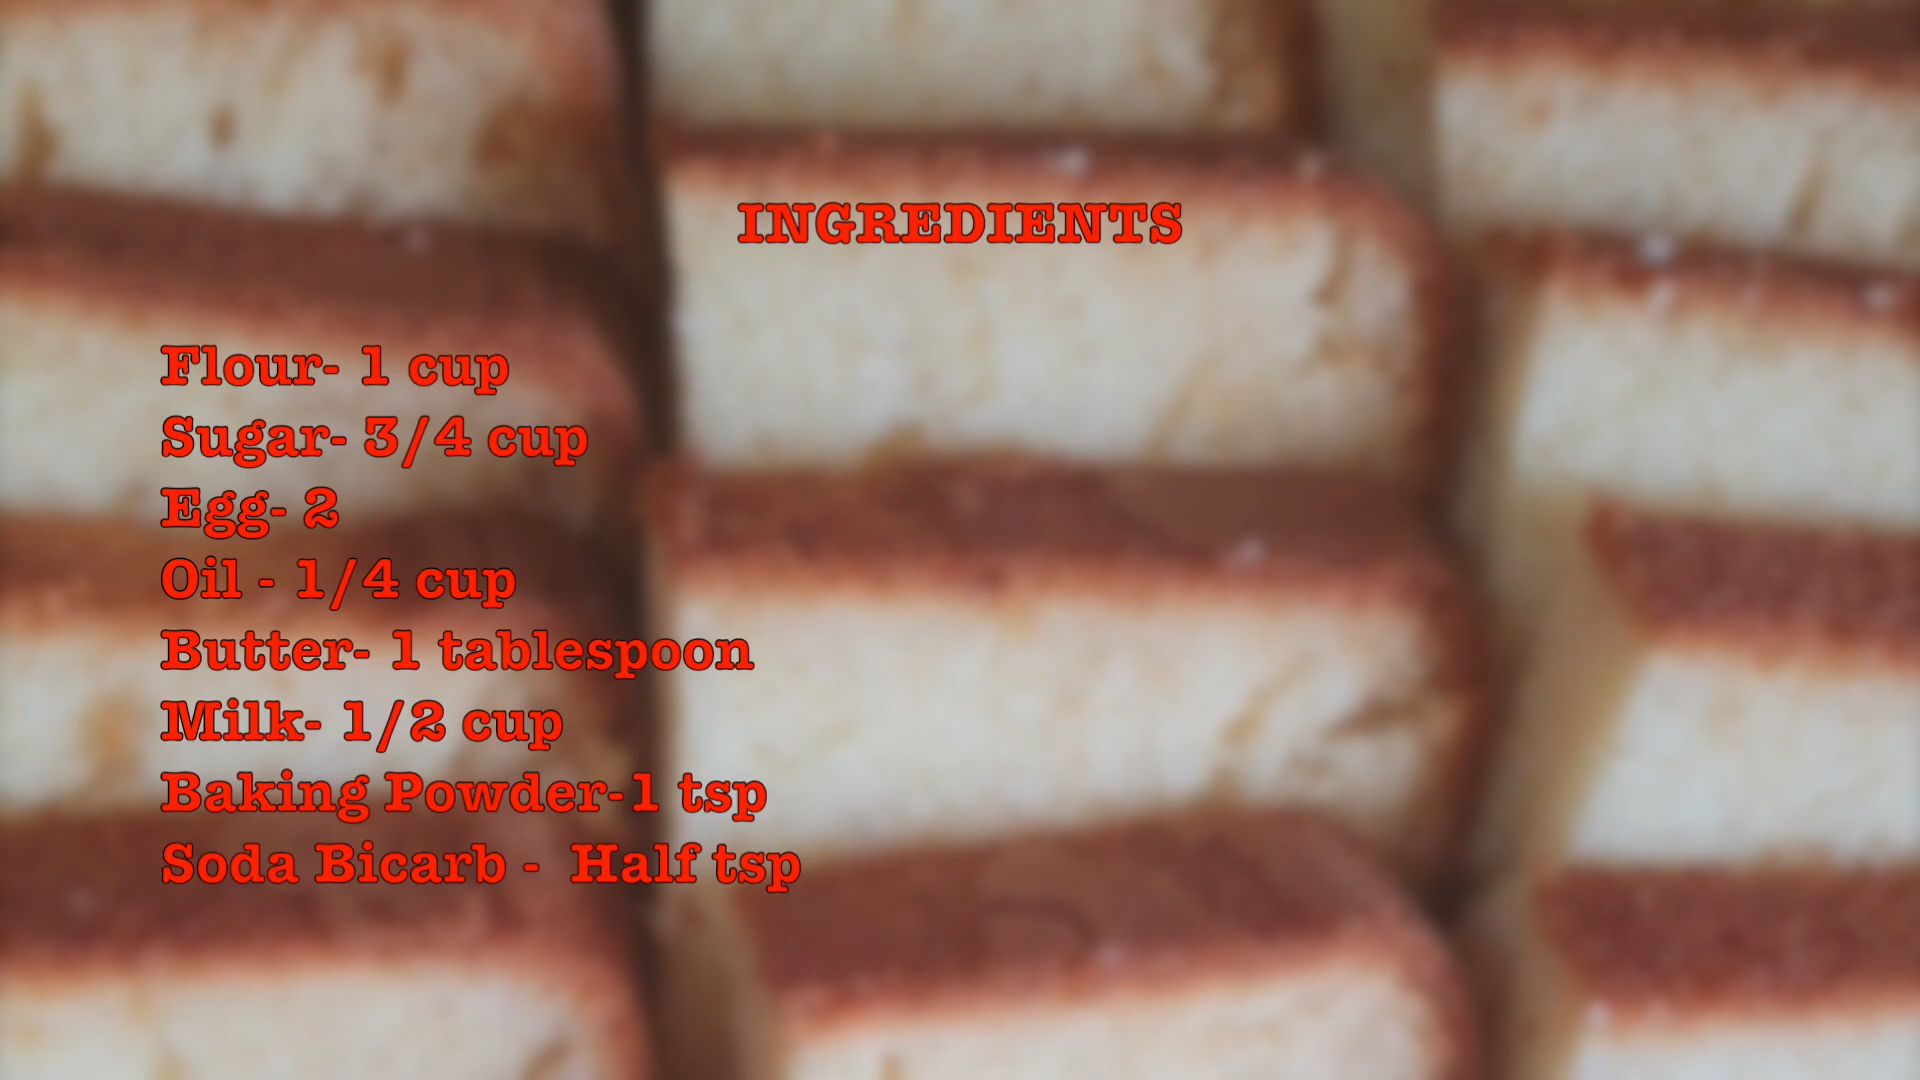 INGREDIENTS
Flour- 1 cup
Sugar- 3/4 cup
Egg- 2
Oil - 1/4 cup
Butter- 1 tablespoon
Milk- 1/2 cup
Baking Powder-1 tsp
Soda Bicarb -  Half tsp